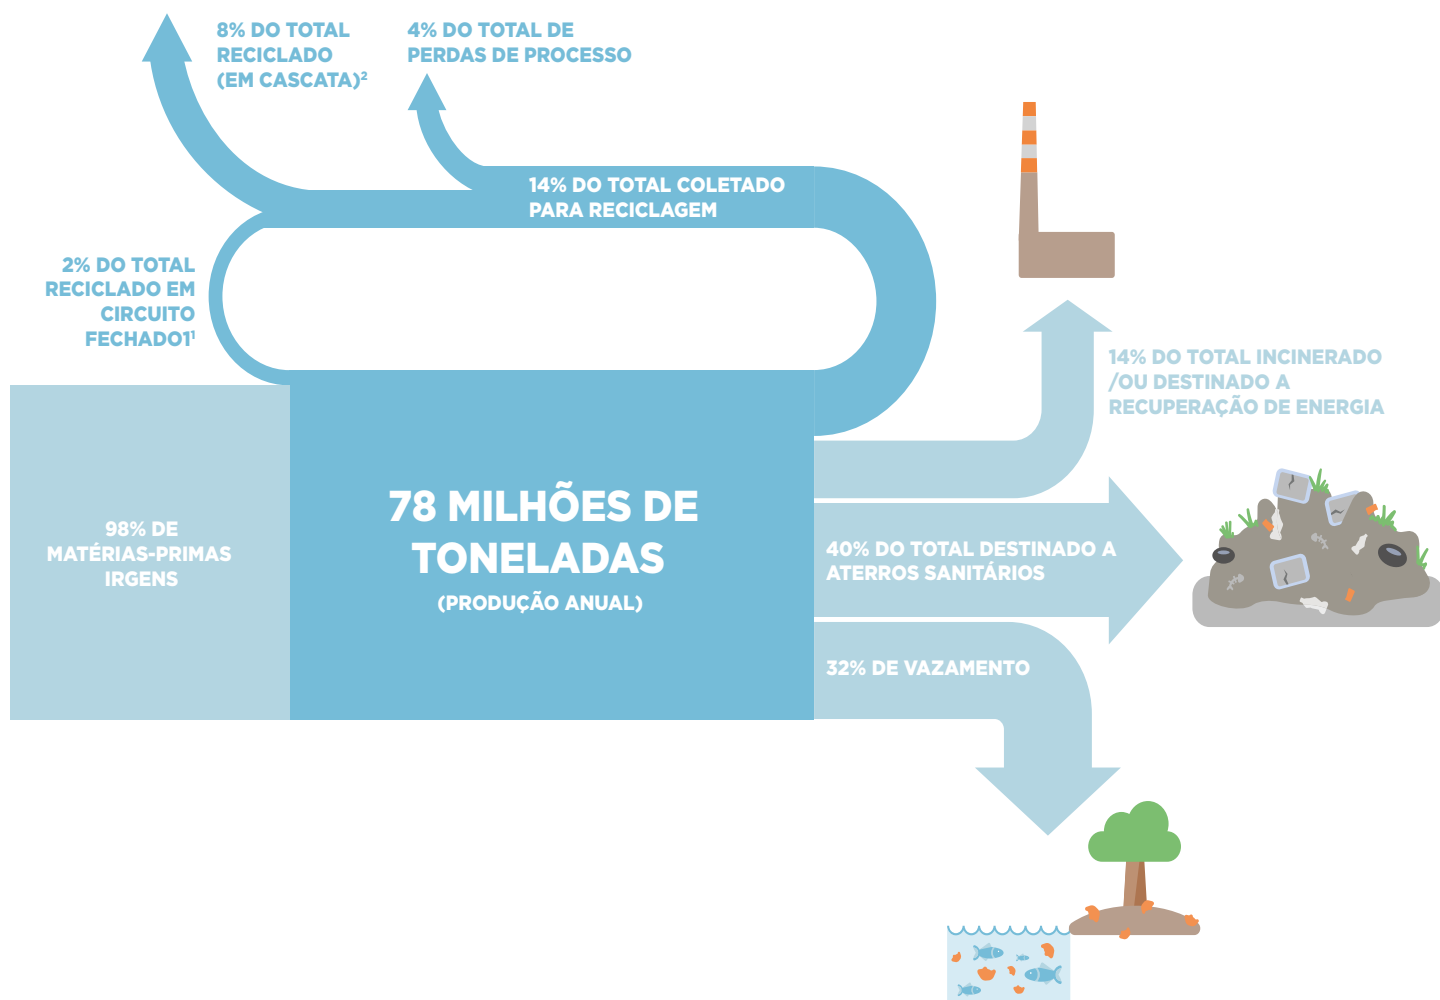 8% DO TOTAL
RECICLADO
(EM CASCATA)²
4% DO TOTAL DE
PERDAS DE PROCESSO
14% DO TOTAL COLETADO
PARA RECICLAGEM
2% DO TOTAL
RECICLADO EM
CIRCUITO
FECHADO1¹
14% DO TOTAL INCINERADO
/OU DESTINADO A
RECUPERAÇÃO DE ENERGIA
98% DE
MATÉRIAS-PRIMAS
IRGENS
78 MILHÕES DE
TONELADAS
(PRODUÇÃO ANUAL)
40% DO TOTAL DESTINADO A
ATERROS SANITÁRIOS
32% DE VAZAMENTO